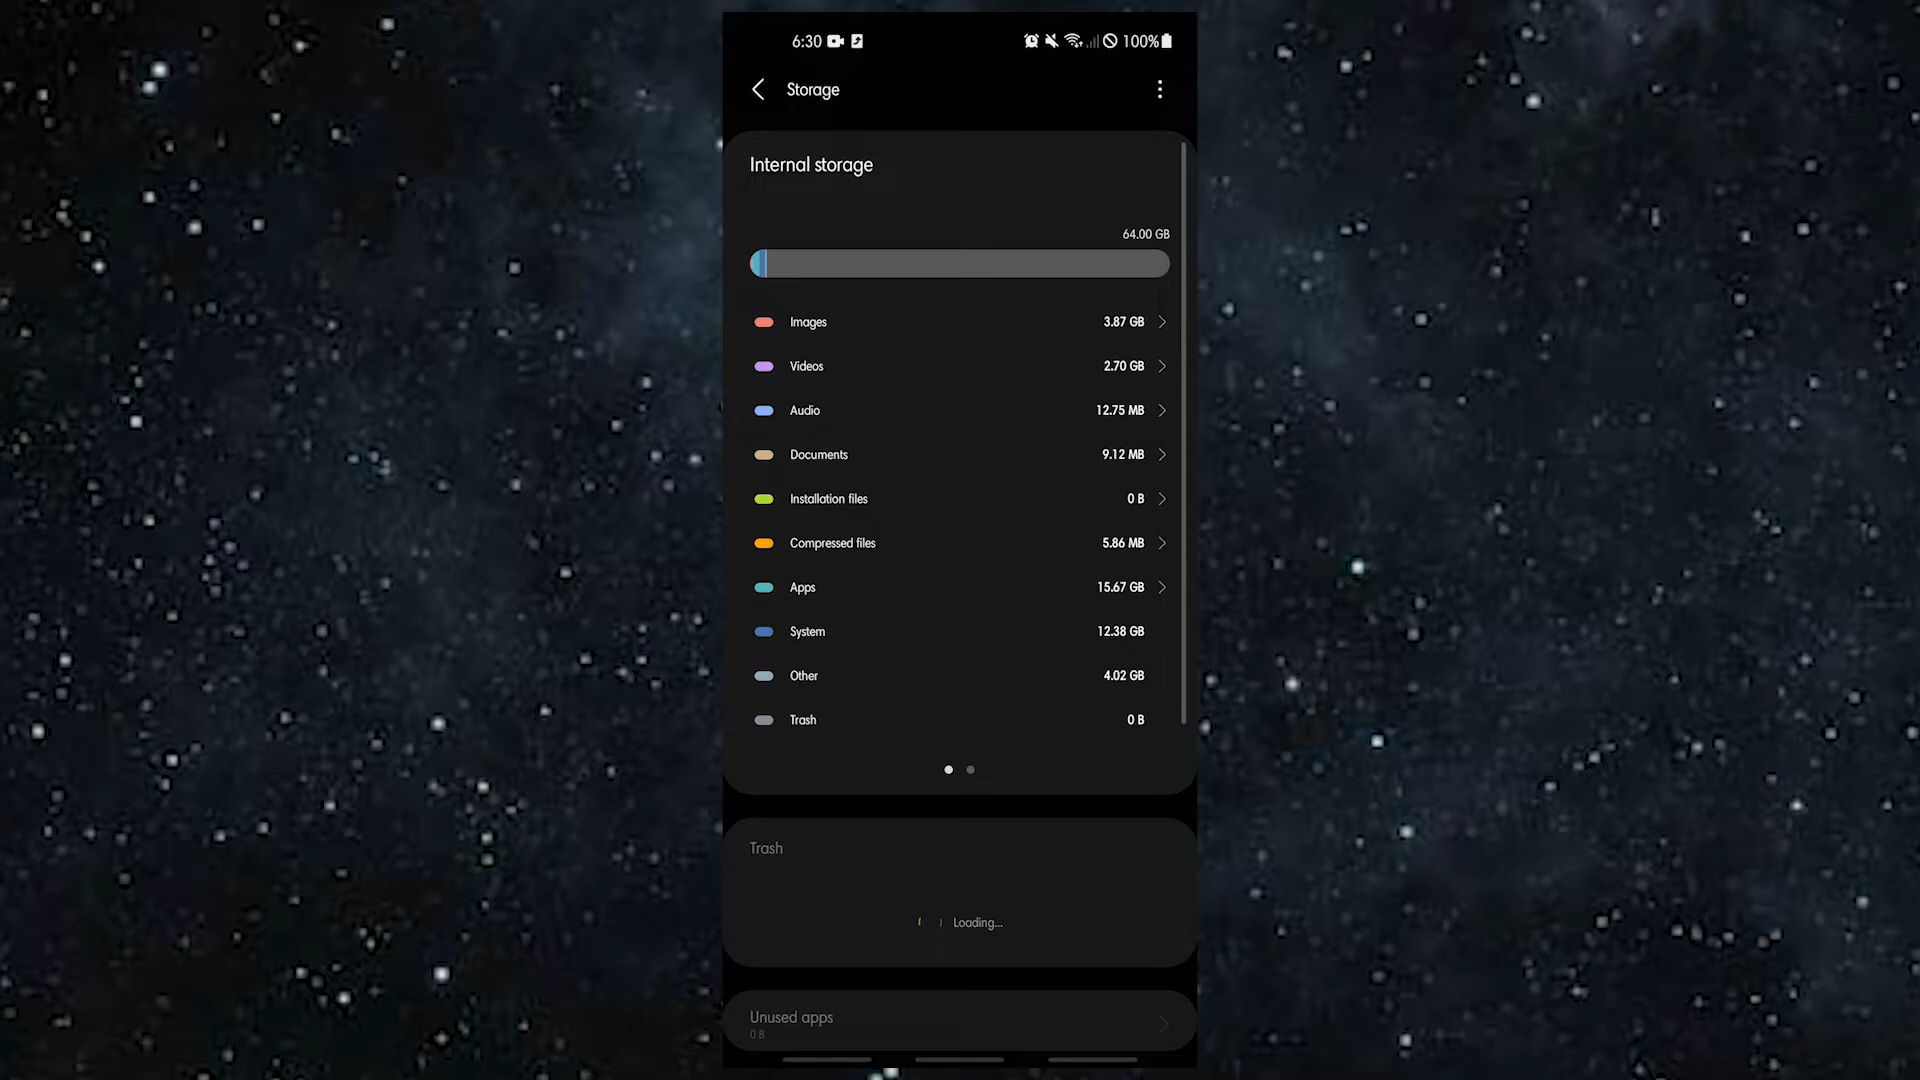 6:30 100%
Storage
Internal storage
64.00 GB
Images 3.87 GB
Videos 2.70 GB
Audio 12.75 MB
Documents 9.12 MB
Installation files 0 B
Compressed files 5.86 MB
Apps 15.67 GB
System 12.38 GB
Other 4.02 GB
Trash 0 B
Trash
Loading...
Unused apps
0 B